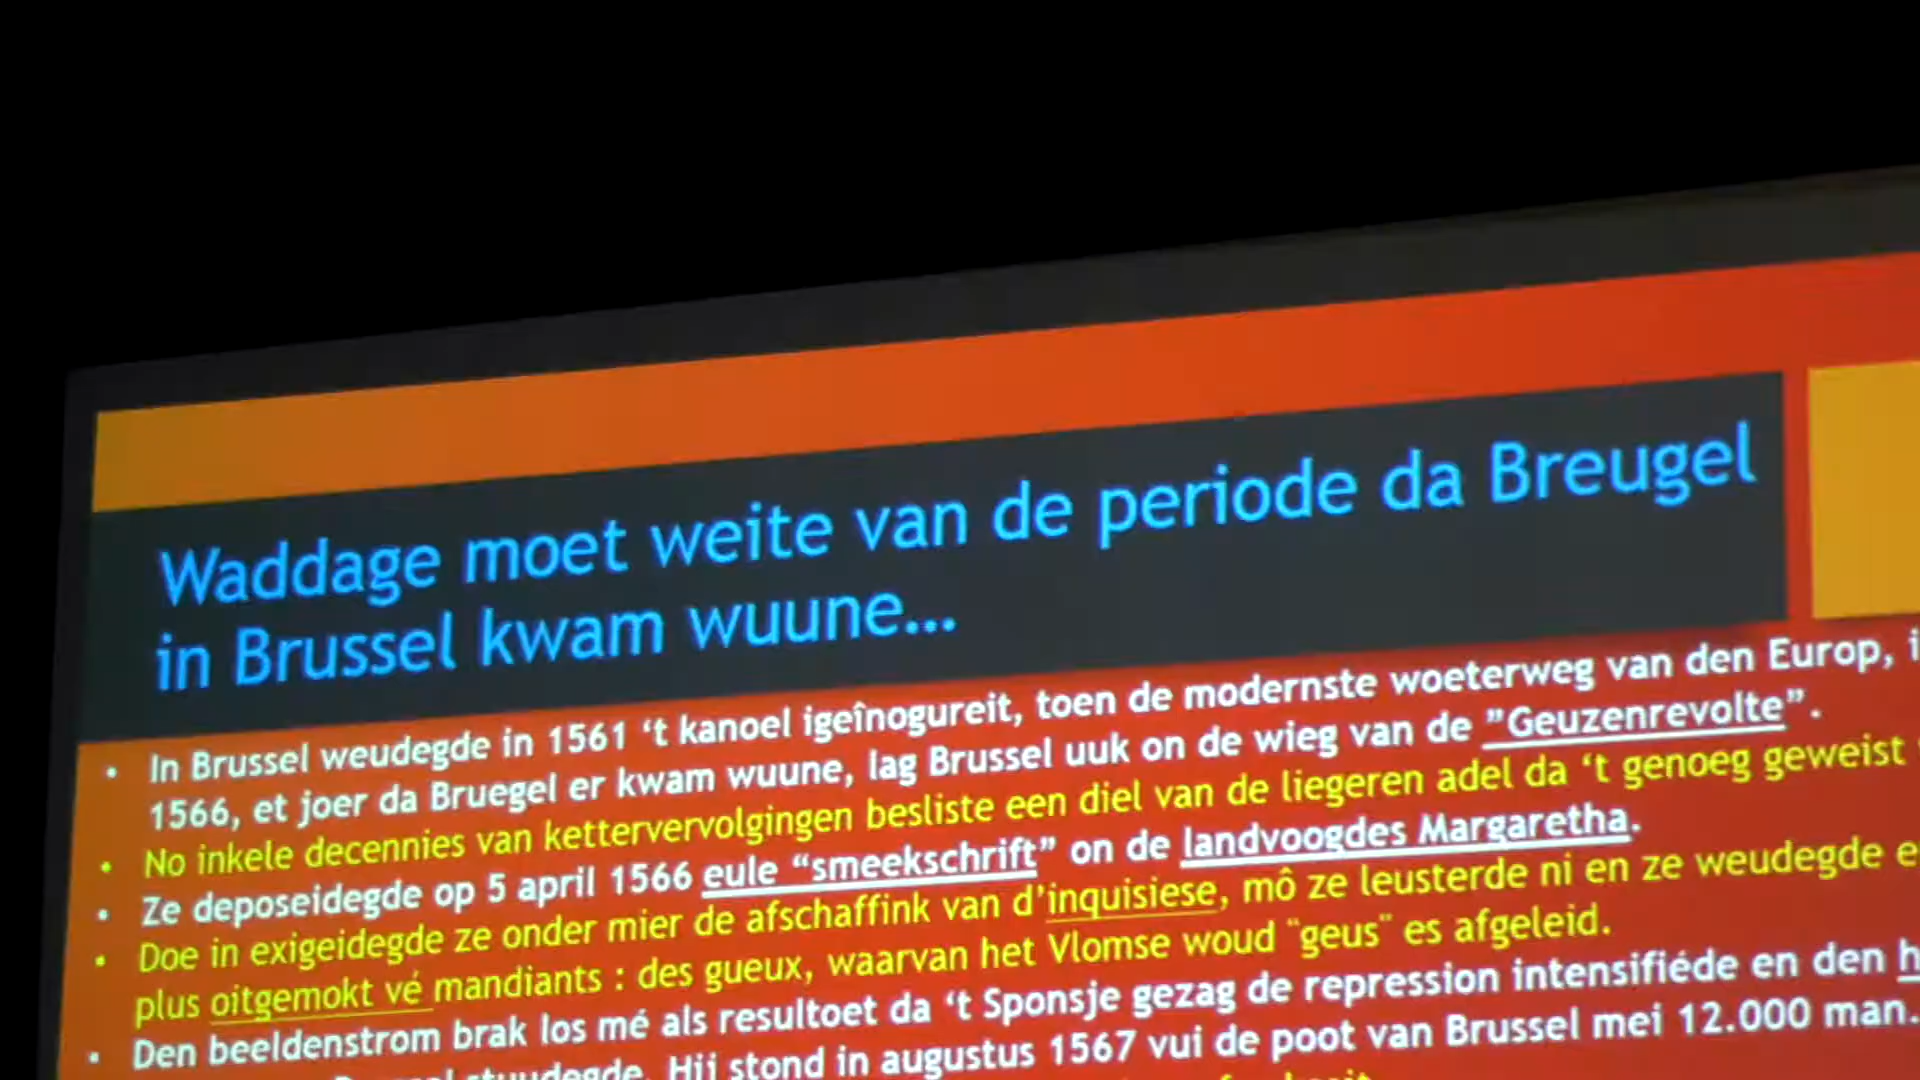 Waddage moet weite van de periode da Breugel
in Brussel kwam wuune...
• In Brussel weudegde in 1561 ‘t kanoel igeînogureit, toen de modernste woeterweg van den Europ,
1566, et joer da Bruegel er kwam wuune, lag Brussel uuk on de wieg van de ”Geuzenrevolte”.
• No inkele decennies van kettervervolgingen besliste een diel van de liegeren adel da ‘t genoeg geweist
• Ze deposeidegde op 5 april 1566 eule “smeekschrift” on de landvoogdes Margaretha.
• Doe in exigeidegde ze onder mier de afschaffink van d’inquisiese, mô ze leusterde ni en ze weudegde
plus oitgemokt vé mandiants : des gueux, waarvan het Vlomse woud "geus" es afgeleid.
• Den beeldenstrom brak los mé als resultoet da ‘t Sponsje gezag de repression intensifiéde en den
stuudegde. Hij stond in augustus 1567 vui de poot van Brussel mei 12.000 man.